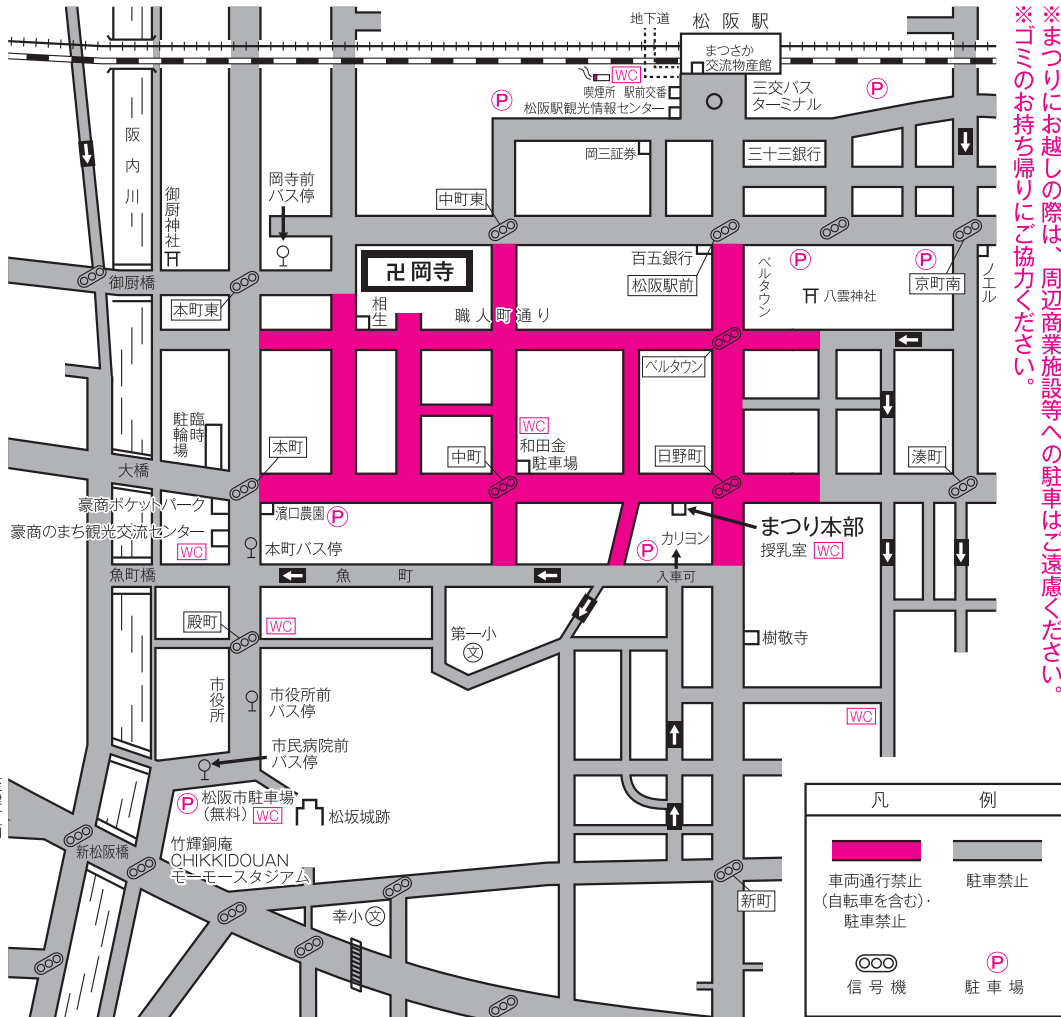 ※まつりにお越しの際は、周辺商業施設等への駐車はご遠慮ください。
※ゴミのお持ち帰りにご協力ください。
地下道
松阪駅
まつさか
交流物産館
WC
喫煙所
駅前交番
松阪駅観光情報センター
三交バス
ターミナル
P
P
岡三証券
三十三銀行
阪内川
御厨神社
岡寺前
バス停
中町東
卍岡寺
百五銀行
松阪駅前
ベルタウン
P
八雲神社
P
京町南
ノエル
御厨橋
本町東
相生
職人町通り
ベルタウン
臨時
駐輪場
本町
中町
WC
和田金
駐車場
日野町
湊町
大橋
豪商ポケットパーク
濱口農園
P
豪商のまち観光交流センター
WC
本町バス停
まつり本部
授乳室 WC
P
カリヨン
入車可
魚町橋
魚町
殿町
WC
第一小
文
樹敬寺
市役所
市役所前
バス停
WC
市民病院前
バス停
P
松阪市駐車場
(無料) WC
松坂城跡
新松阪橋
竹輝銅庵
CHIKKIDOUAN
モーモースタジアム
幸小 文
新町
凡例
車両通行禁止
(自転車を含む)・
駐車禁止
駐車禁止
信号機
P
駐車場